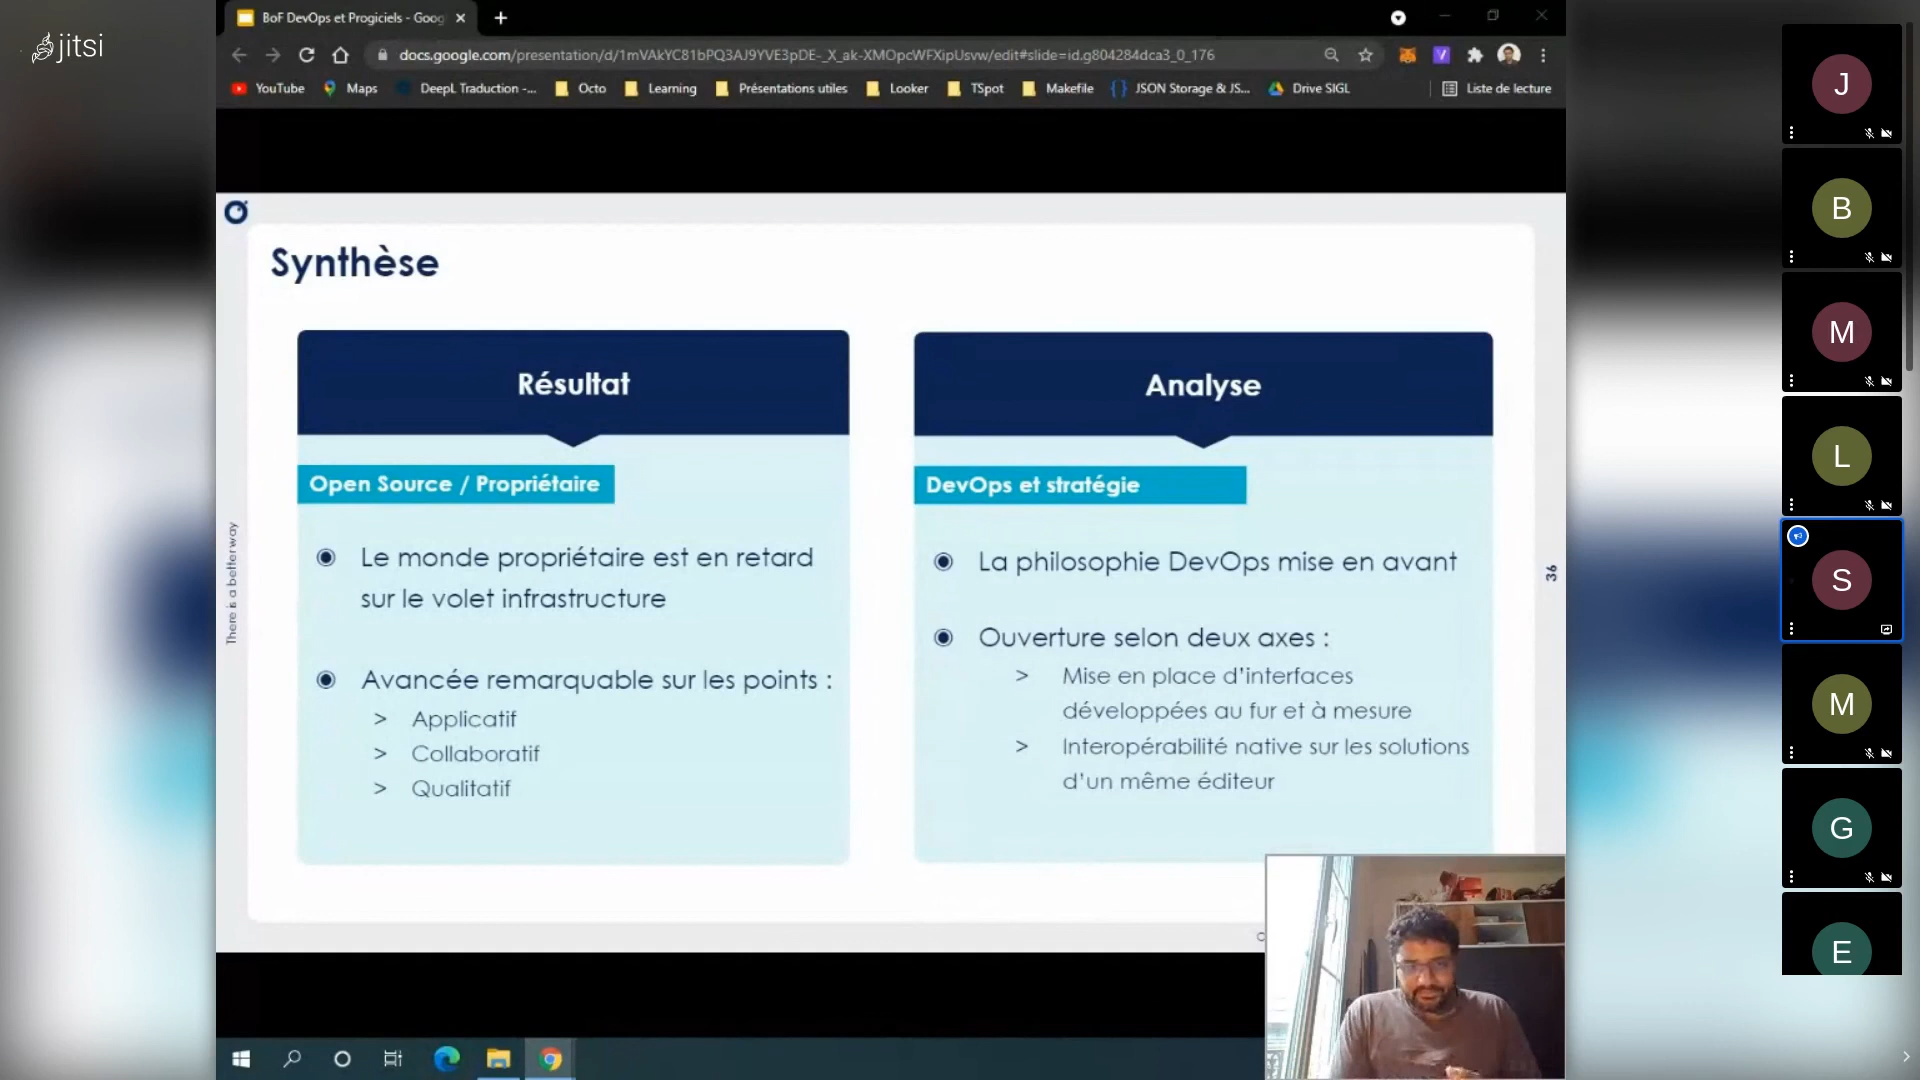 jitsi
BoF DevOps et Progiciels - Goog
docs.google.com/presentation/d/1mVAkYC81bPQ3AJ9YVE3pDE-_X_ak-XMOpcWFXipUsvw/edit#slide=id.g804284dca3_0_176
YouTube
Maps
DeepL Traduction -...
Octo
Learning
Présentations utiles
Looker
TSpot
Makefile
JSON Storage & JS...
Drive SIGL
Liste de lecture
Synthèse
Résultat
Open Source / Propriétaire
Le monde propriétaire est en retard
sur le volet infrastructure
Avancée remarquable sur les points :
> Applicatif
> Collaboratif
> Qualitatif
Analyse
DevOps et stratégie
La philosophie DevOps mise en avant
Ouverture selon deux axes :
> Mise en place d'interfaces
développées au fur et à mesure
> Interopérabilité native sur les solutions
d'un même éditeur
There is a better way
36
J
B
M
L
S
M
G
E